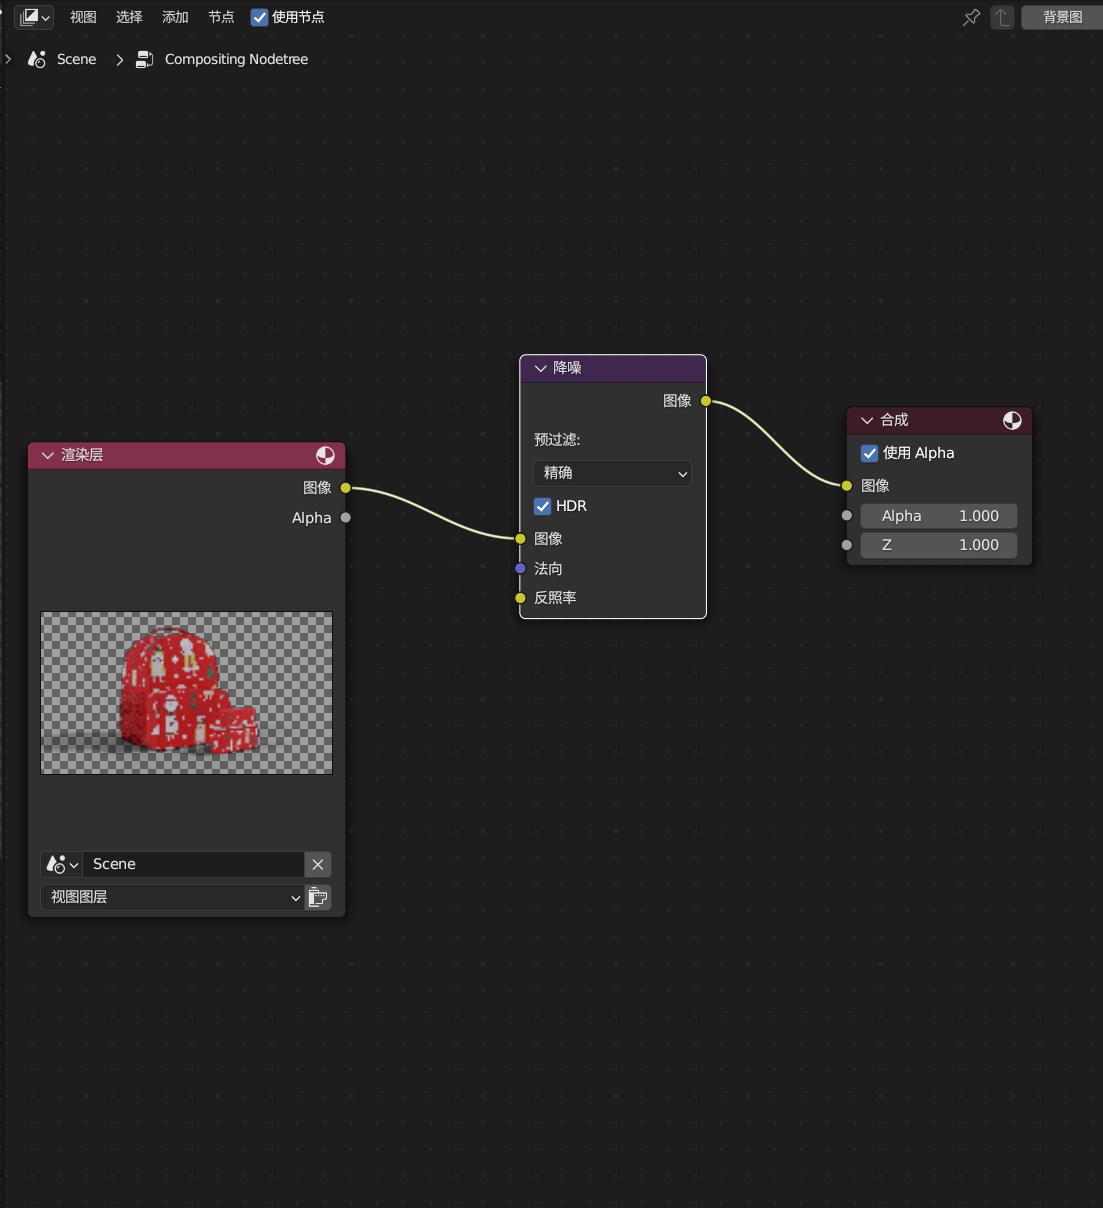 视图 选择 添加 节点 使用节点 背景图
Scene Compositing Nodetree
降噪
图像
预过滤:
精确
HDR
图像
法向
反照率
合成
使用 Alpha
图像
Alpha 1.000
Z 1.000
渲染层
图像
Alpha
Scene
视图图层